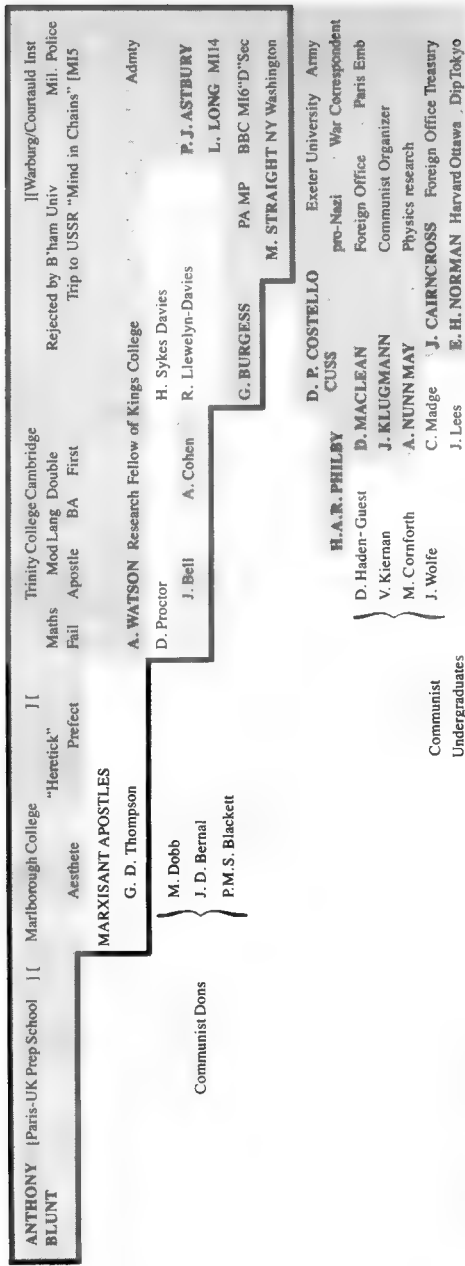 ANTHONY [Paris-UK Prep School ] [ Marlborough College ] [ Trinity College Cambridge ][Warburg/Courtauld Inst
BLUNT "Heretick" Maths Mod Lang Double Rejected by B'ham Univ Mil. Police
Aesthete Prefect Fail Apostle BA First Trip to USSR "Mind in Chains" [MI5
MARXISANT APOSTLES A. WATSON Research Fellow of Kings College Admty
G. D. Thompson D. Proctor H. Sykes Davies
J. Bell A. Cohen R. Llewelyn-Davies P. J. ASTBURY
L. LONG MI14
G. BURGESS PA MP BBC MI6"D"Sec
M. STRAIGHT NY Washington
Communist Dons
M. Dobb
J. D. Bernal
P.M.S. Blackett
D. P. COSTELLO Exeter University Army
CUSS pro-Nazi War Correspondent
H.A.R. PHILBY
D. Haden-Guest D. MACLEAN Foreign Office Paris Emb
V. Kiernan J. KLUGMANN Communist Organizer
M. Cornforth A. NUNN MAY Physics research
J. Wolfe C. Madge J. CAIRNCROSS Foreign Office Treasury
J. Lees E. H. NORMAN Harvard Ottawa Dip Tokyo
Communist
Undergraduates